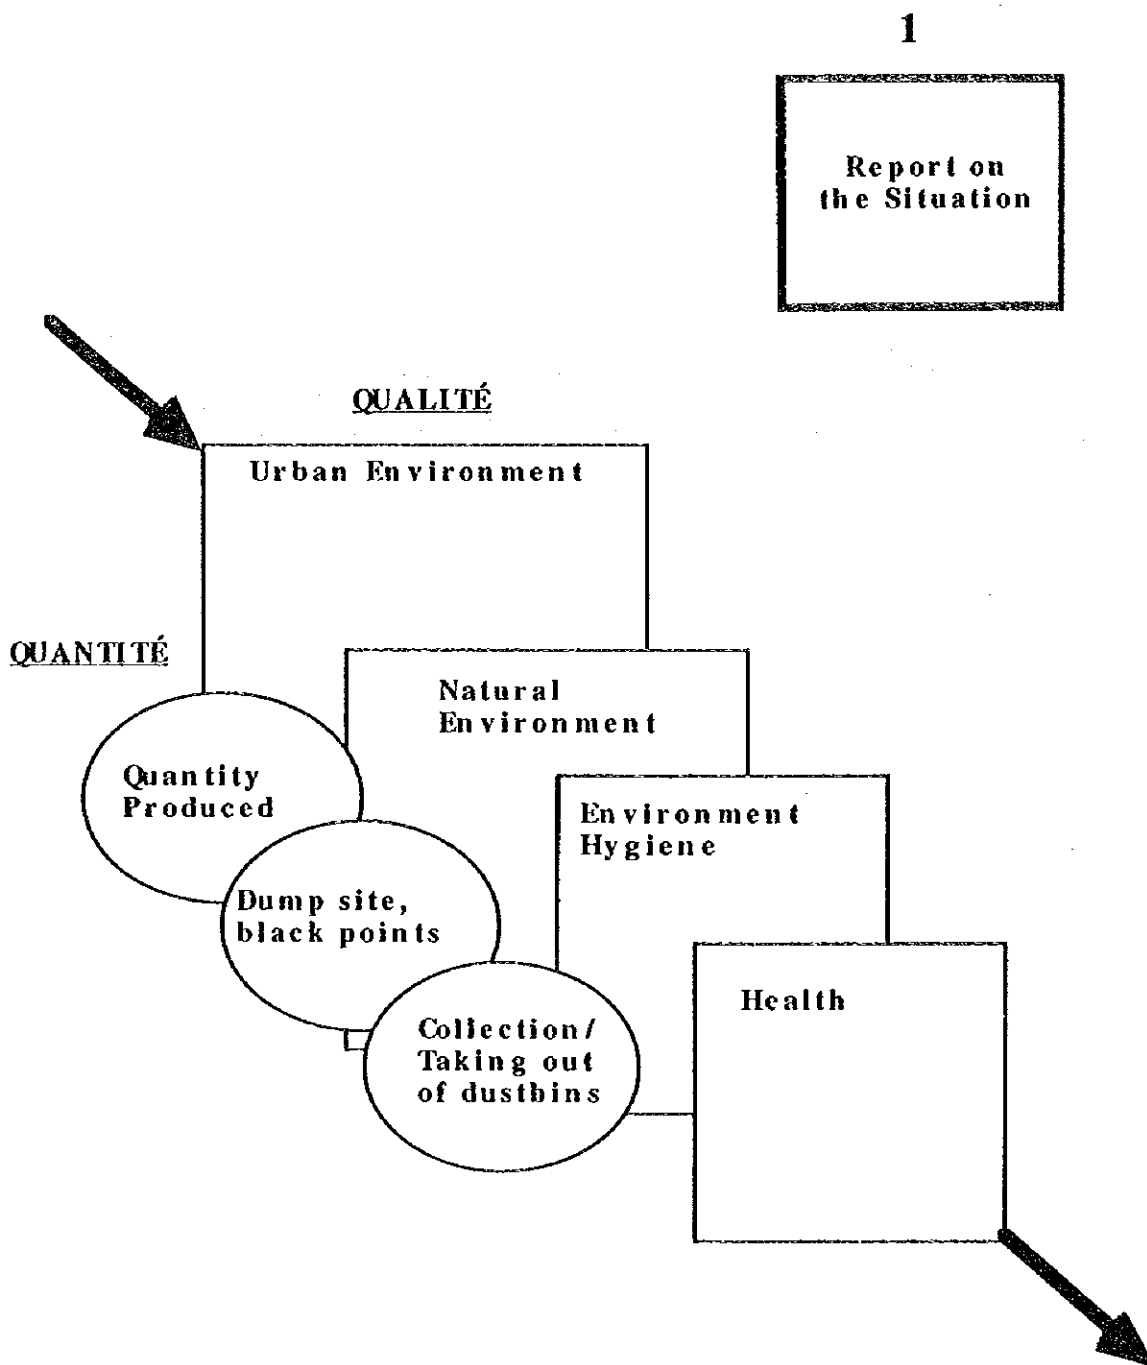 1
Report on
the Situation
QUALITÉ
Urban Environment
QUANTITÉ
Natural
Environment
Quantity
Produced
Environment
Hygiene
Dump site,
black points
Health
Collection/
Taking out
of dustbins